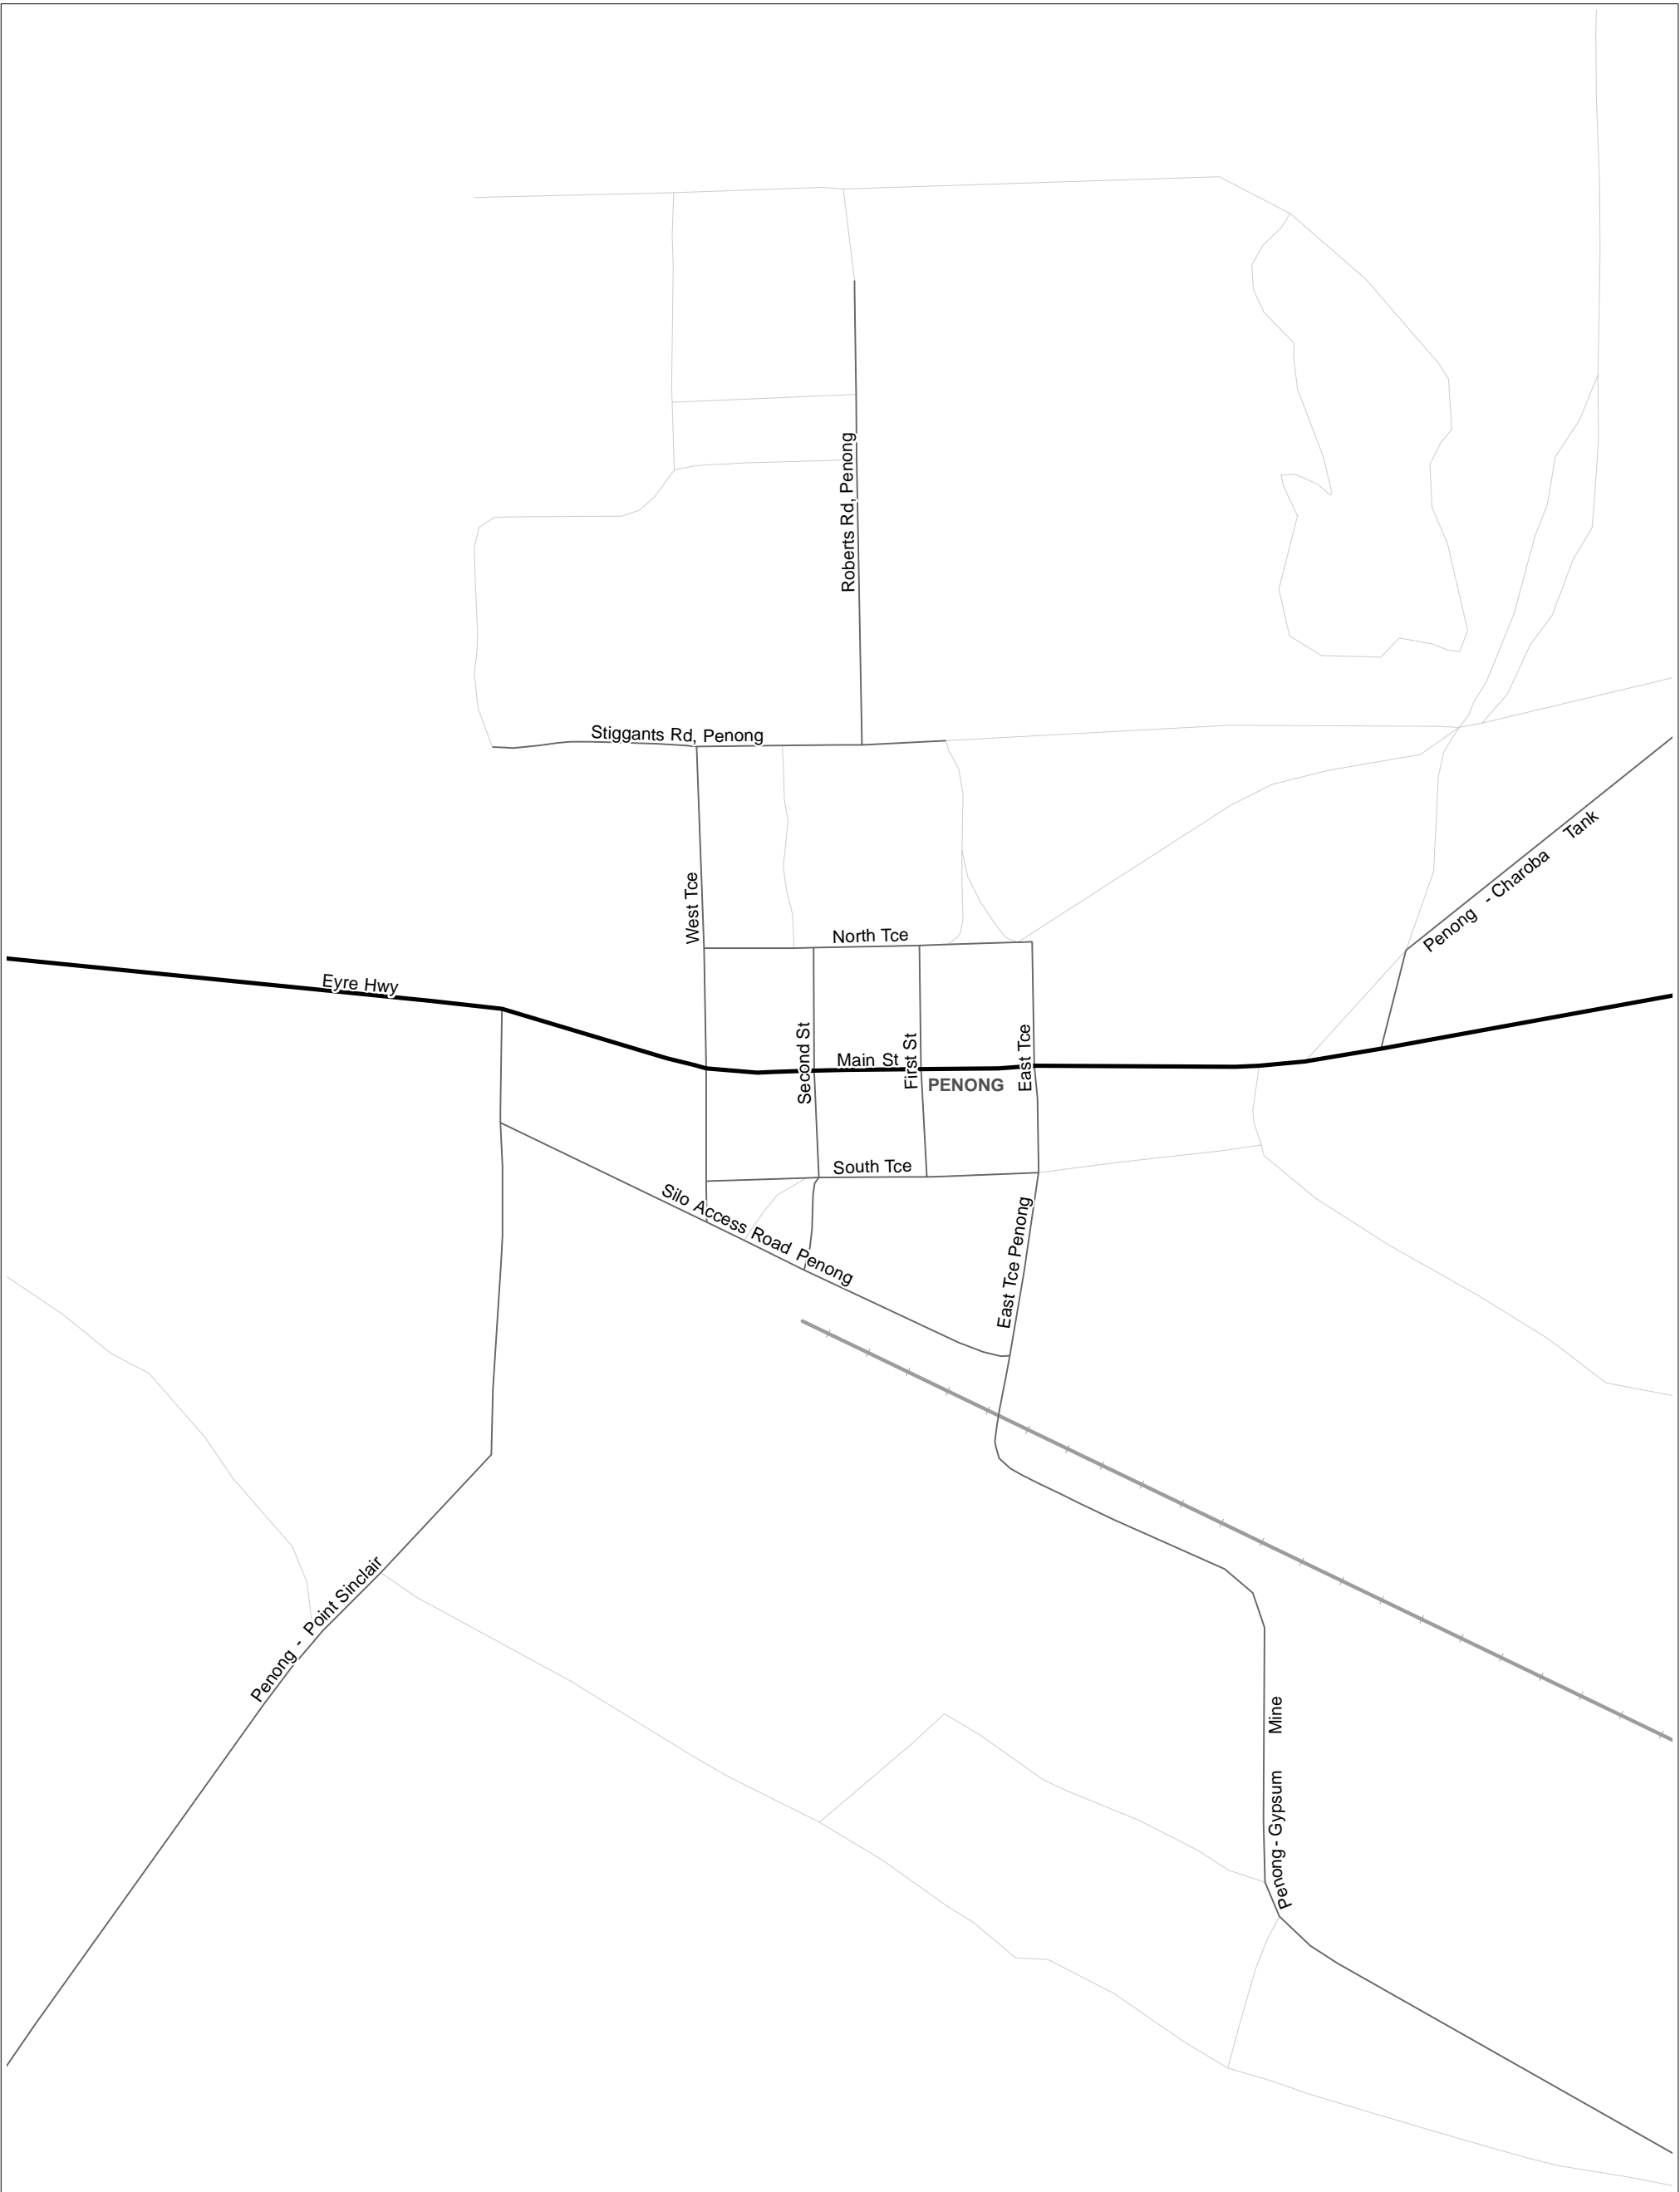 Roberts Rd, Penong
Stiggants Rd, Penong
Penong - Charoba Tank
West Tce
North Tce
Eyre Hwy
Second St
Main St
First St
East Tce
PENONG
South Tce
Silo Access Road Penong
East Tce Penong
Penong - Point Sinclair
Penong - Gypsum Mine